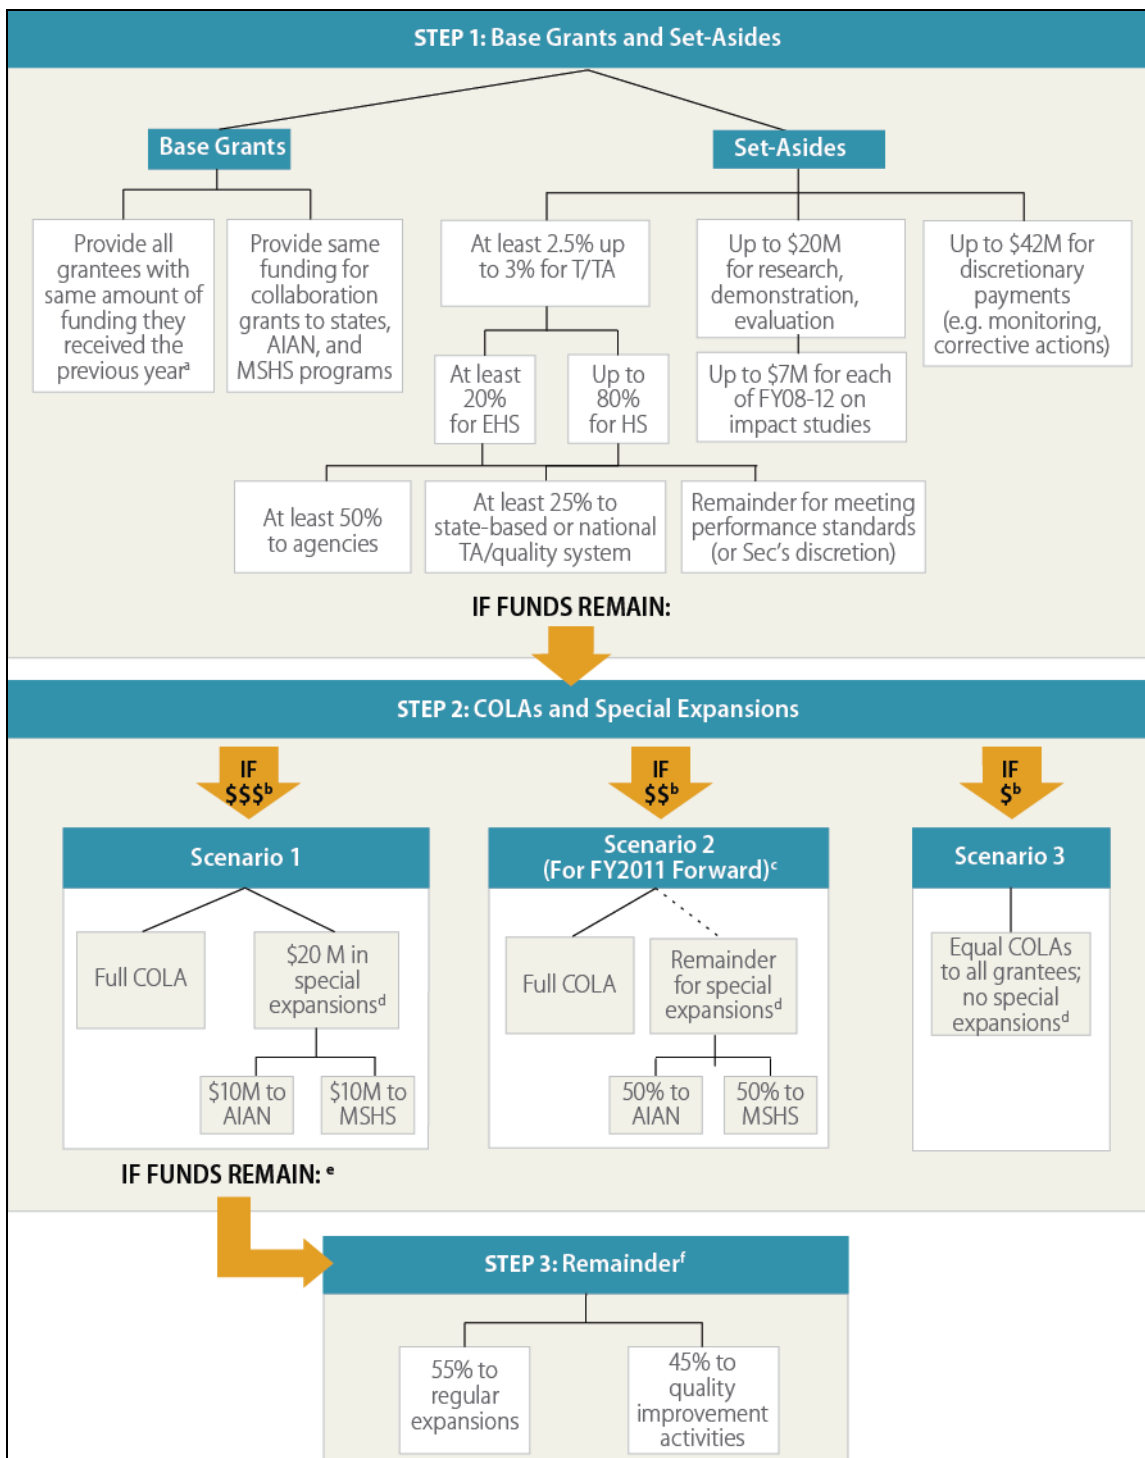 STEP 1: Base Grants and Set-Asides
Base Grants
Set-Asides
Provide all
grantees with
same amount of
funding they
received the
previous yearᵃ
Provide same
funding for
collaboration
grants to states,
AIAN, and
MSHS programs
At least 2.5% up
to 3% for T/TA
Up to $20M
for research,
demonstration,
evaluation
Up to $42M for
discretionary
payments
(e.g. monitoring,
corrective actions)
At least
20%
for EHS
Up to
80%
for HS
Up to $7M for each
of FY08-12 on
impact studies
At least 50%
to agencies
At least 25% to
state-based or national
TA/quality system
Remainder for meeting
performance standards
(or Sec's discretion)
IF FUNDS REMAIN:
STEP 2: COLAs and Special Expansions
IF
$$$ᵇ
IF
$$ᵇ
IF
$ᵇ
Scenario 1
Scenario 2
(For FY2011 Forward)ᶜ
Scenario 3
Full COLA
$20 M in
special
expansionsᵈ
$10M to
AIAN
$10M to
MSHS
Full COLA
Remainder
for special
expansionsᵈ
50% to
AIAN
50% to
MSHS
Equal COLAs
to all grantees;
no special
expansionsᵈ
IF FUNDS REMAIN: ᵉ
STEP 3: Remainderᶠ
55% to
regular
expansions
45% to
quality
improvement
activities